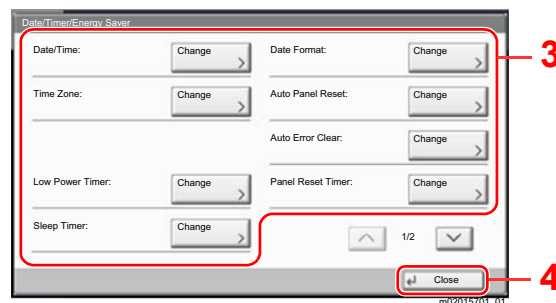 Date/Timer/Energy Saver
Date/Time:
Change
Date Format:
Change
3
Time Zone:
Change
Auto Panel Reset:
Change
Auto Error Clear:
Change
Low Power Timer:
Change
Panel Reset Timer:
Change
Sleep Timer:
Change
1/2
Close
4
m02015701_01